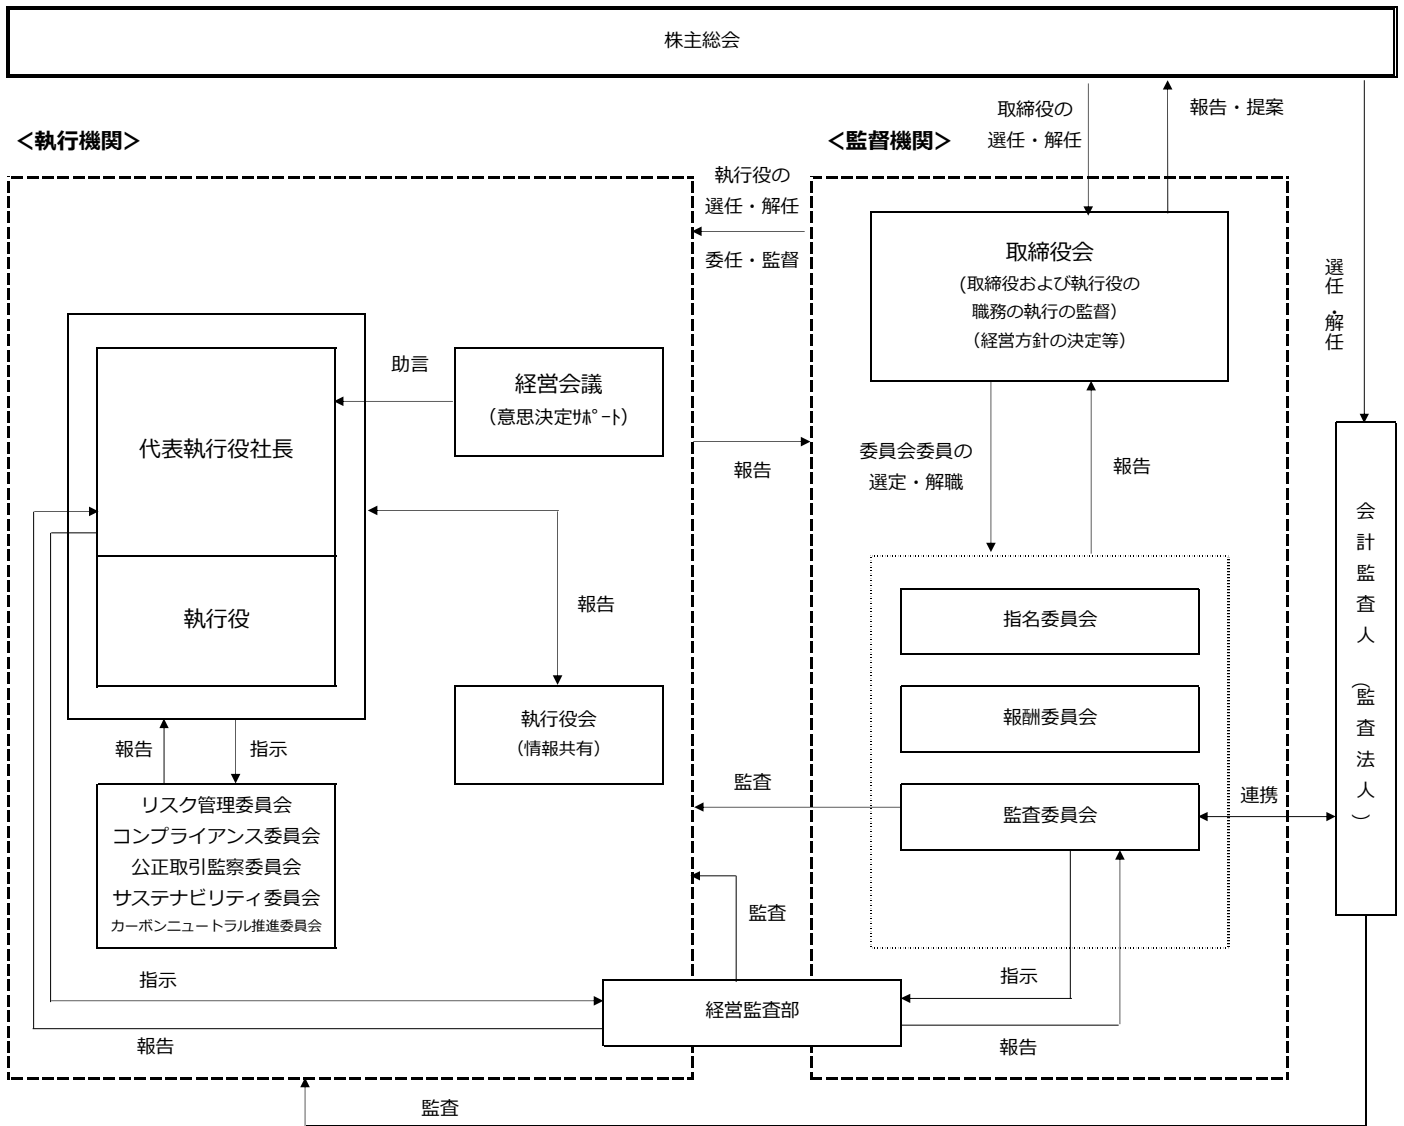 株主総会
取締役の
選任・解任
報告・提案
＜執行機関＞
＜監督機関＞
執行役の
選任・解任
委任・監督
取締役会
(取締役および執行役の
職務の執行の監督)
（経営方針の決定等）
選任・解任
代表執行役社長
助言
経営会議
（意思決定ｻﾎﾟｰﾄ）
報告
委員会委員の
選定・解職
報告
会計監査人（監査法人）
執行役
報告
指名委員会
執行役会
（情報共有）
報酬委員会
報告
指示
監査
監査委員会
連携
リスク管理委員会
コンプライアンス委員会
公正取引監察委員会
サステナビリティ委員会
カーボンニュートラル推進委員会
監査
指示
指示
経営監査部
報告
報告
監査